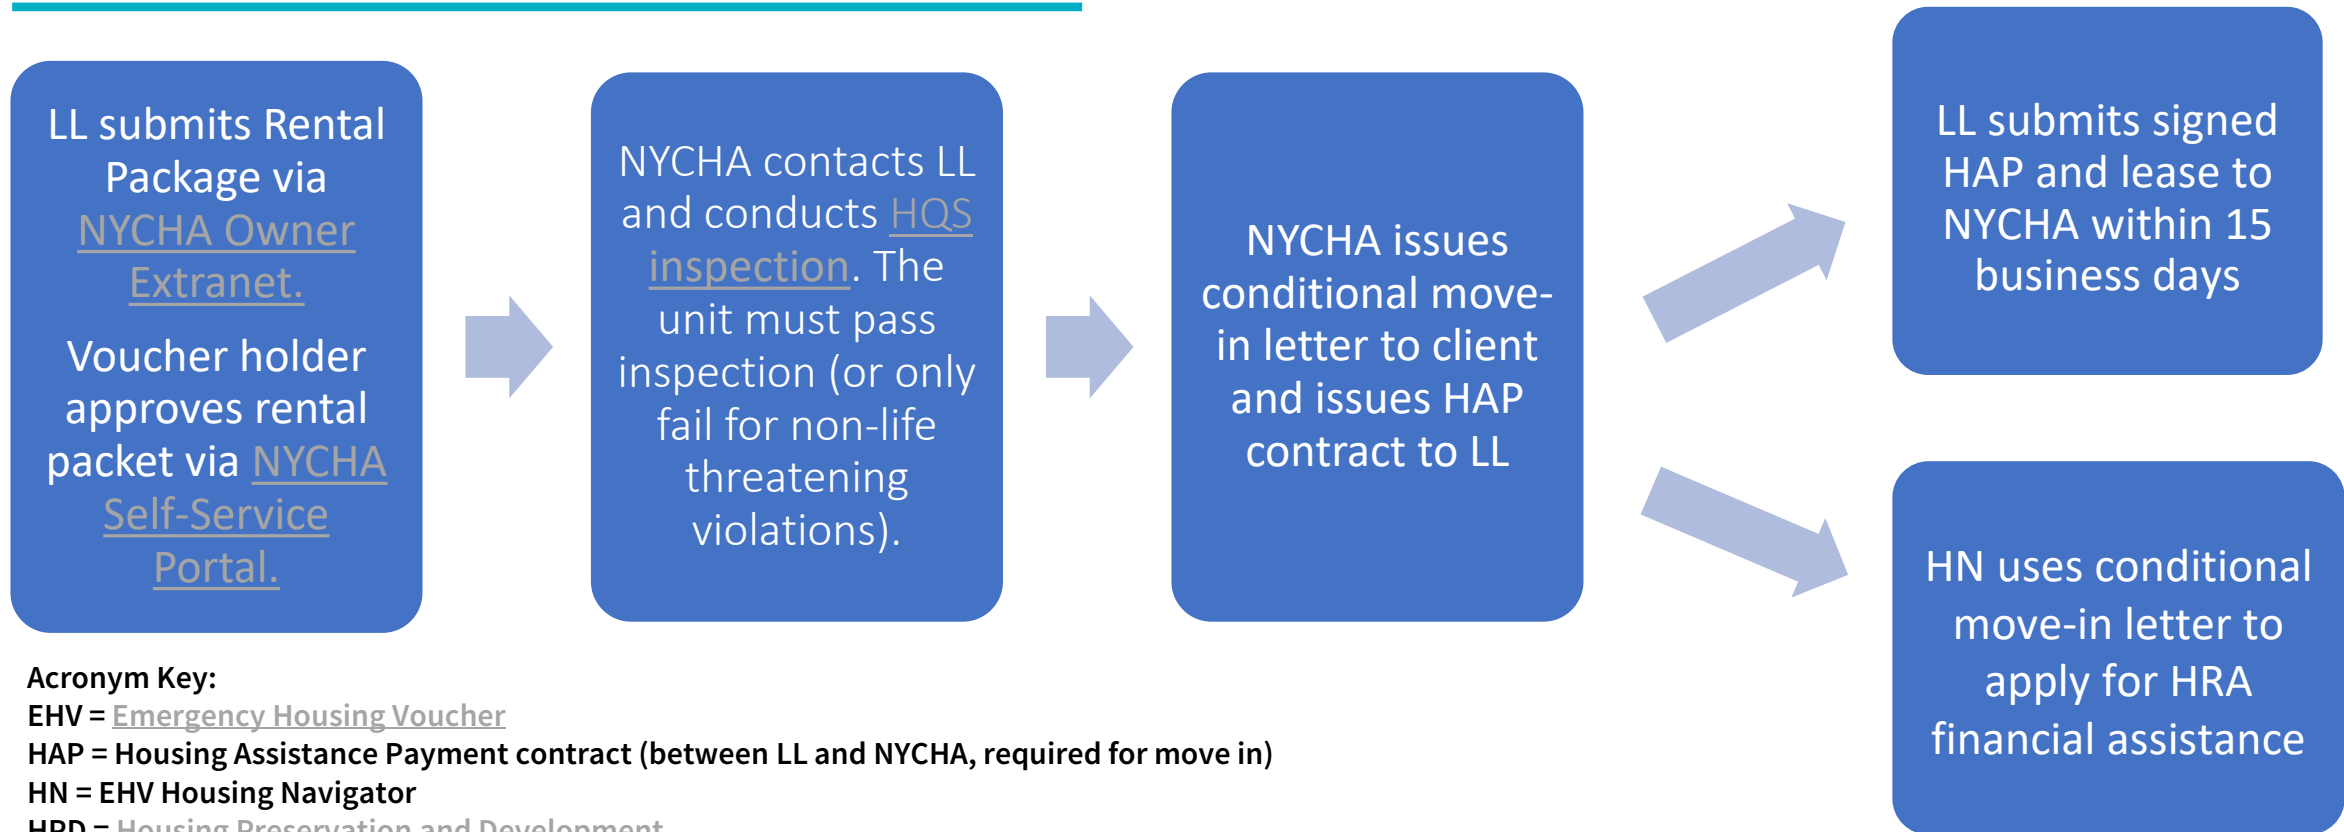 LL submits Rental
Package via
NYCHA Owner
Extranet.
Voucher holder
approves rental
packet via NYCHA
Self-Service
Portal.
NYCHA contacts LL
and conducts HQS
inspection. The
unit must pass
inspection (or only
fail for non-life
threatening
violations).
NYCHA issues
conditional move-
in letter to client
and issues HAP
contract to LL
LL submits signed
HAP and lease to
NYCHA within 15
business days
HN uses conditional
move-in letter to
apply for HRA
financial assistance
Acronym Key:
EHV = Emergency Housing Voucher
HAP = Housing Assistance Payment contract (between LL and NYCHA, required for move in)
HN = EHV Housing Navigator
HPD = Housing Preservation and Development